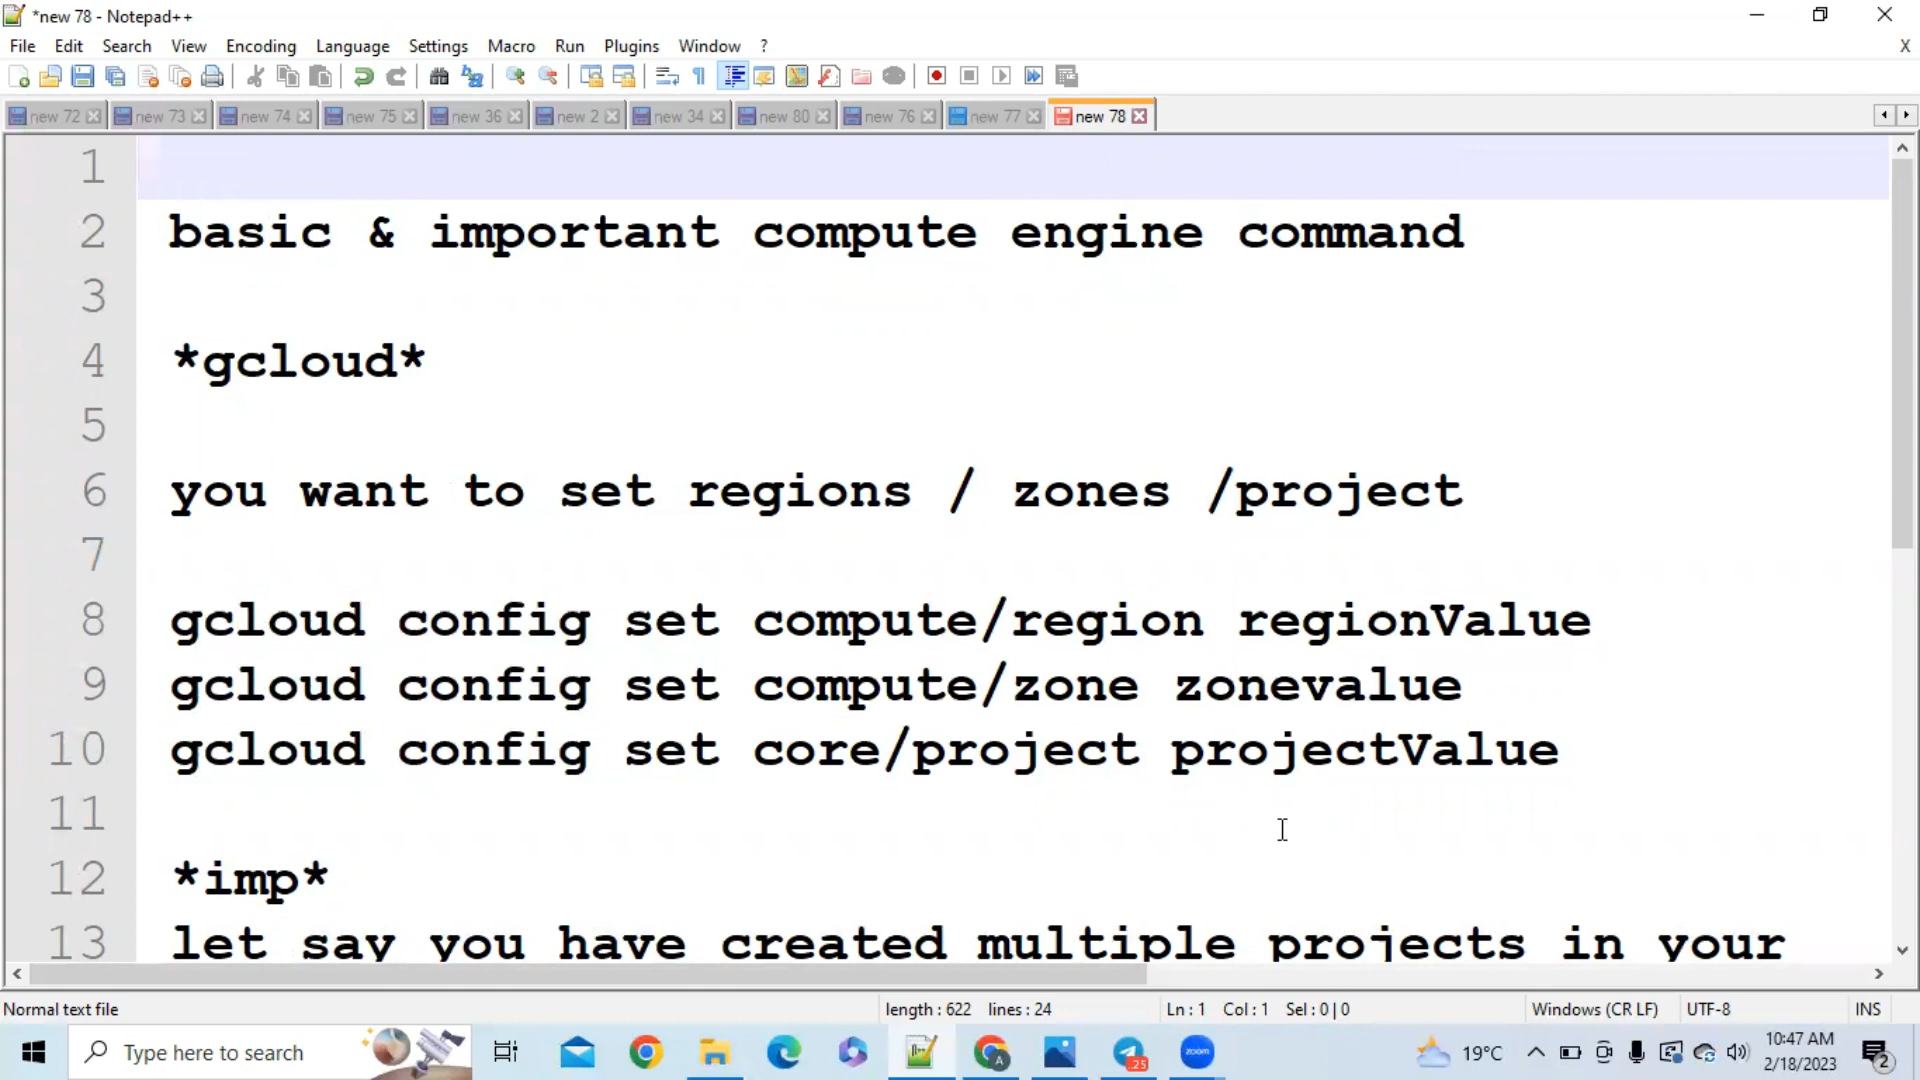 *new 78 - Notepad++
File Edit Search View Encoding Language Settings Macro Run Plugins Window ? X
new 72 new 73 new 74 new 75 new 36 new 2 new 34 new 80 new 76 new 77 new 78
1
2 basic & important compute engine command
3
4 *gcloud*
5
6 you want to set regions / zones /project
7
8 gcloud config set compute/region regionValue
9 gcloud config set compute/zone zonevalue
10 gcloud config set core/project projectValue
11
12 *imp*
13 let say you have created multiple projects in your
Normal text file length : 622 lines : 24 Ln : 1 Col : 1 Sel : 0 | 0 Windows (CR LF) UTF-8 INS
Type here to search 25 zoom 19°C 10:47 AM
2/18/2023 2